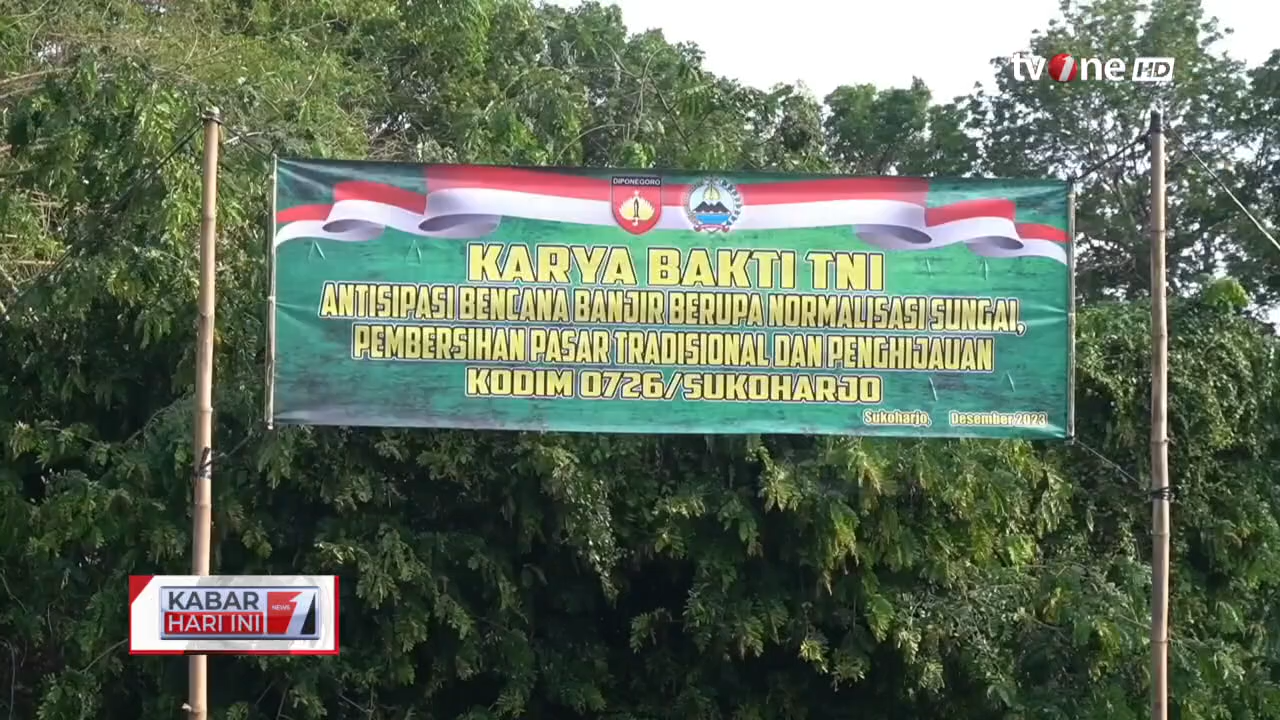 tvOne HD
DIPONEGORO
KARYA BAKTI TNI
ANTISIPASI BENCANA BANJIR BERUPA NORMALISASI SUNGAI,
PEMBERSIHAN PASAR TRADISIONAL DAN PENGHIJAUAN
KODIM 0726/SUKOHARJO
Sukoharjo, Desember 2023
KABAR
HARI INI
NEWS 1